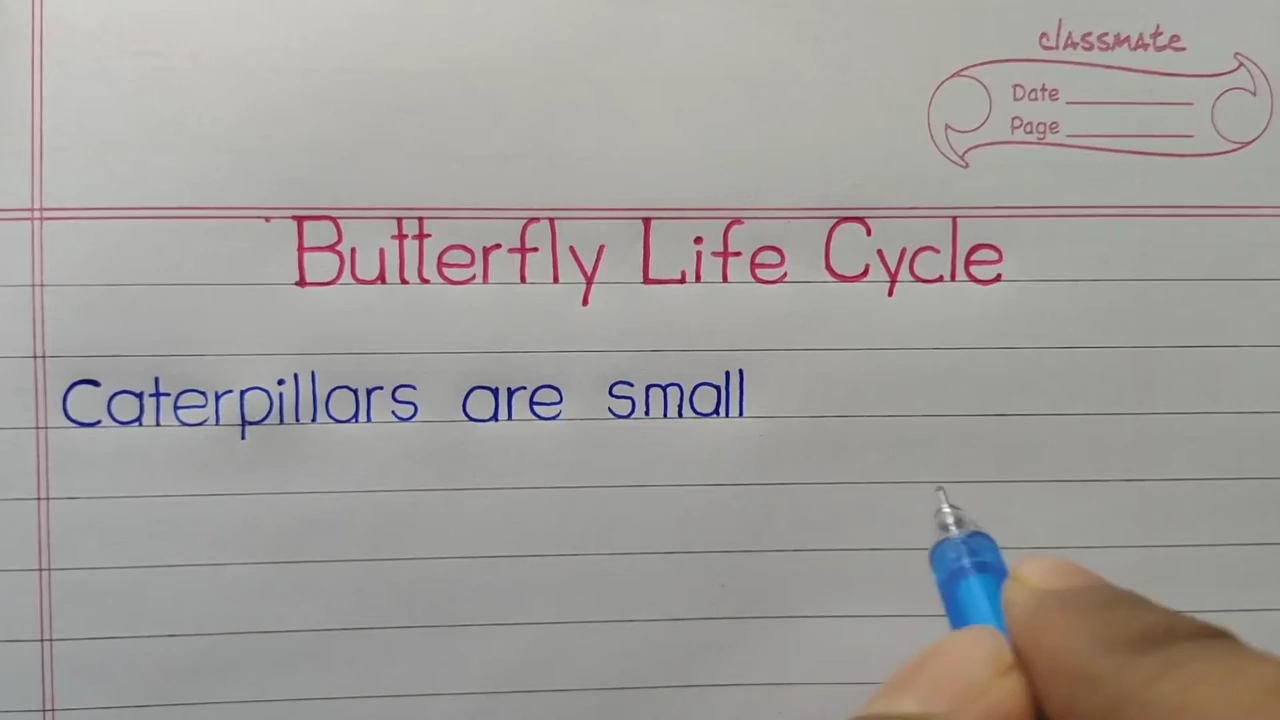 classmate
Date
Page
Butterfly Life Cycle
Caterpillars are small